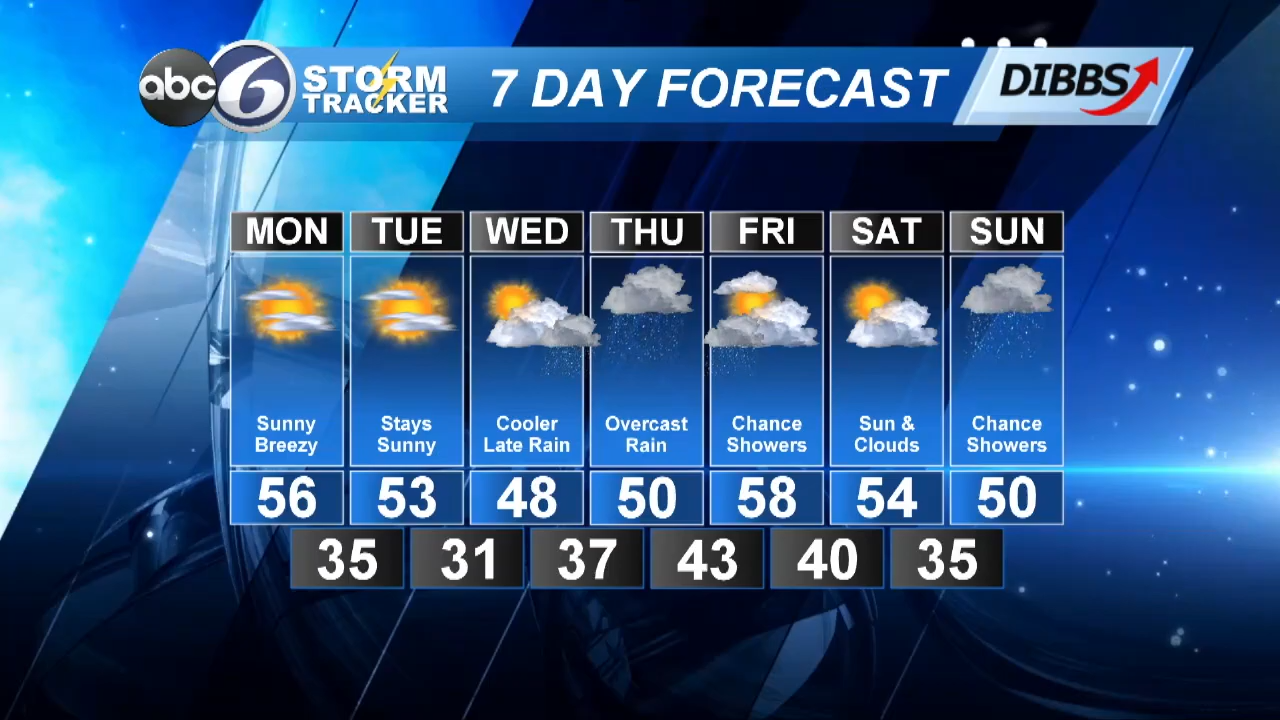 abc 6 STORM TRACKER 7 DAY FORECAST DIBBS
MON TUE WED THU FRI SAT SUN
Sunny Breezy
Stays Sunny
Cooler Late Rain
Overcast Rain
Chance Showers
Sun & Clouds
Chance Showers
56 53 48 50 58 54 50
35 31 37 43 40 35